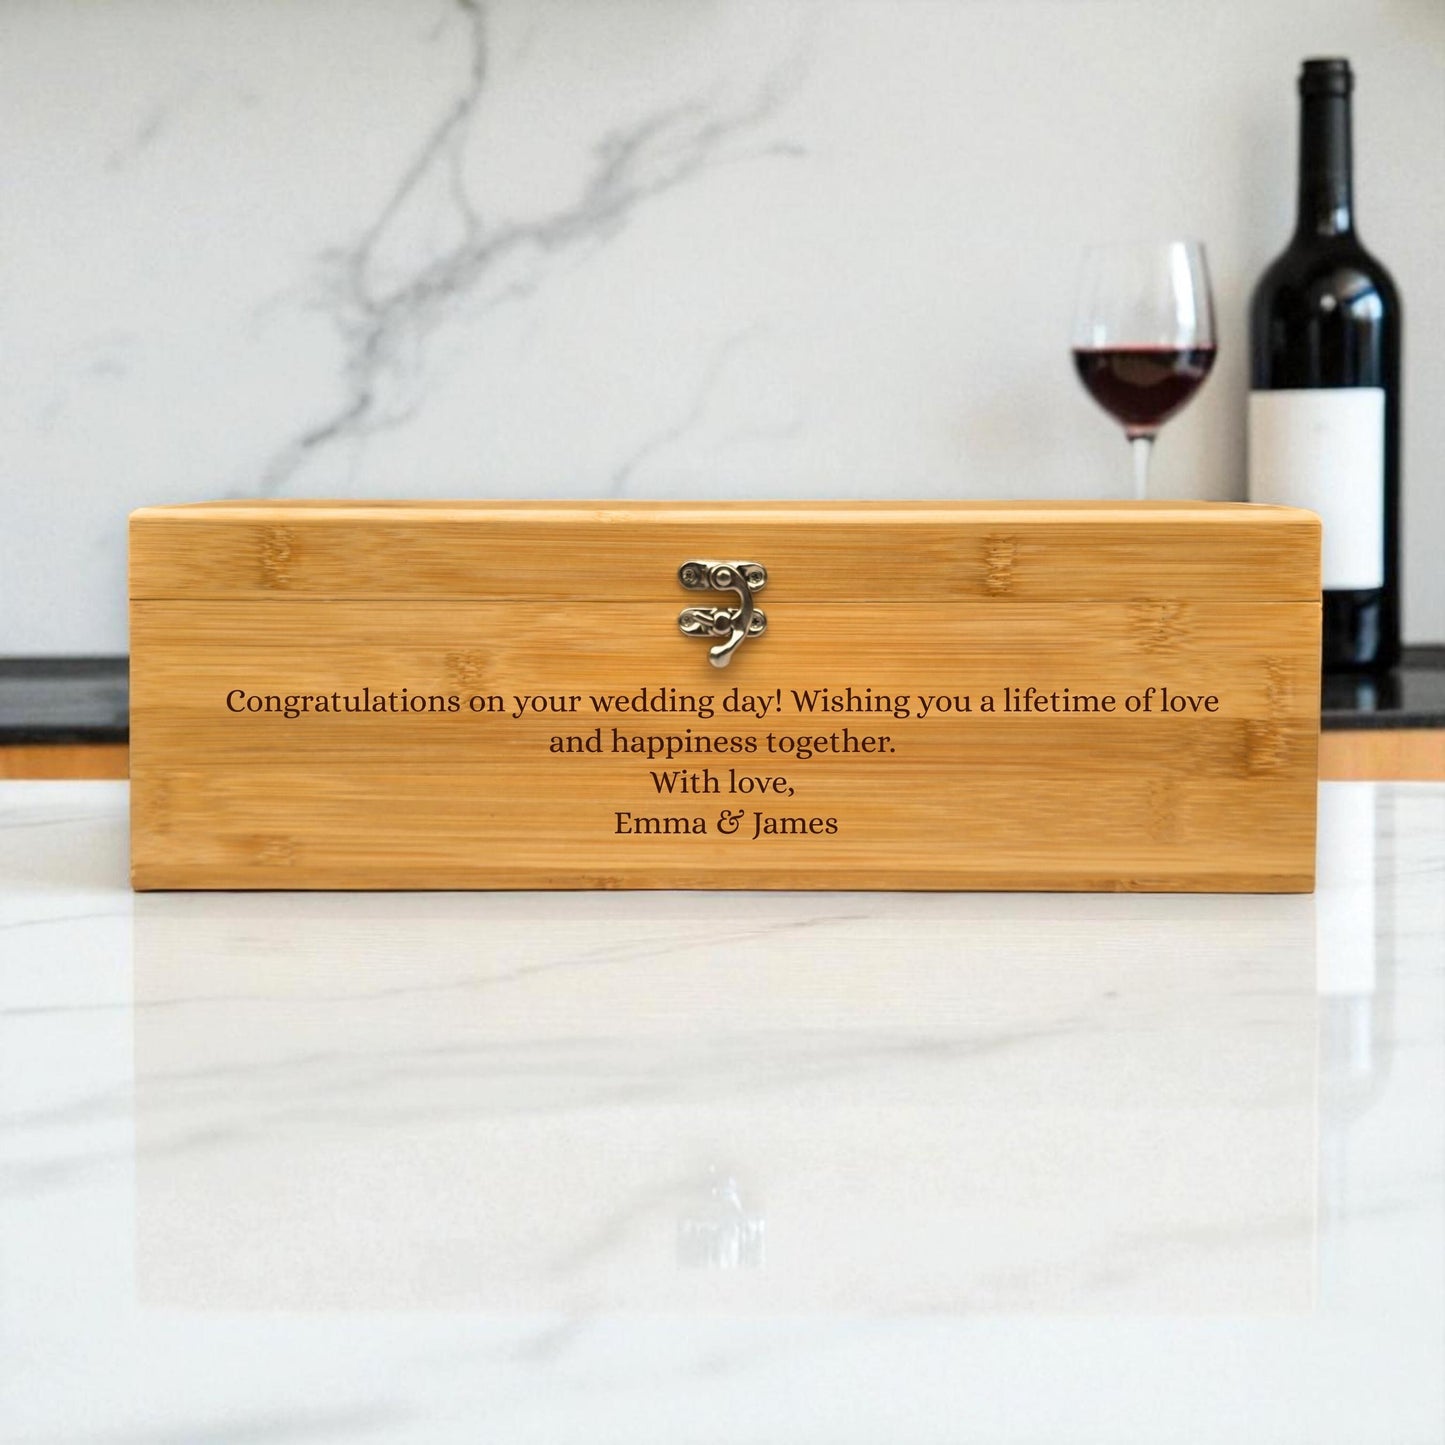 Congratulations on your wedding day! Wishing you a lifetime of love
and happiness together.
With love,
Emma & James